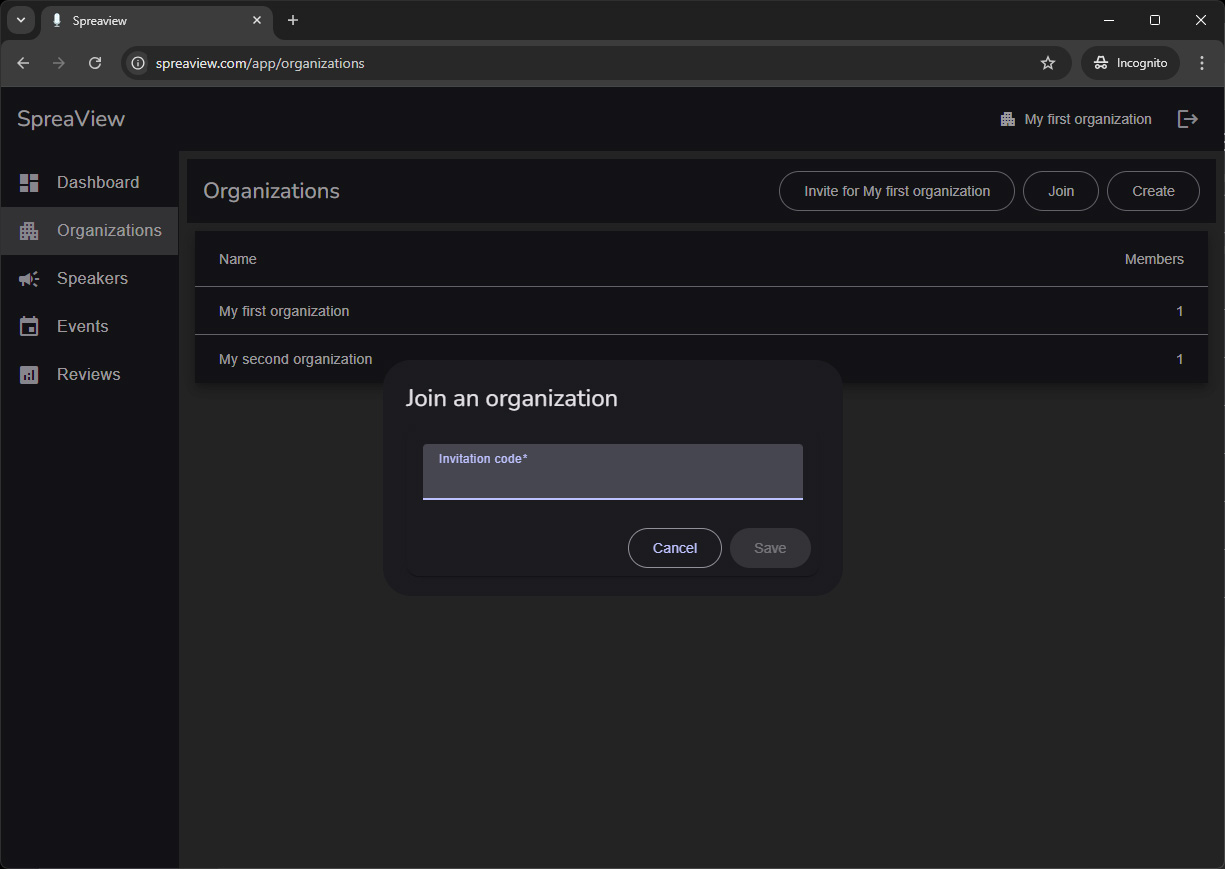 Spreaview
spreaview.com/app/organizations
Incognito
SpreaView
My first organization
Dashboard
Organizations
Speakers
Events
Reviews
Organizations
Invite for My first organization
Join
Create
Name Members
My first organization 1
My second organization 1
Join an organization
Invitation code*
Cancel
Save